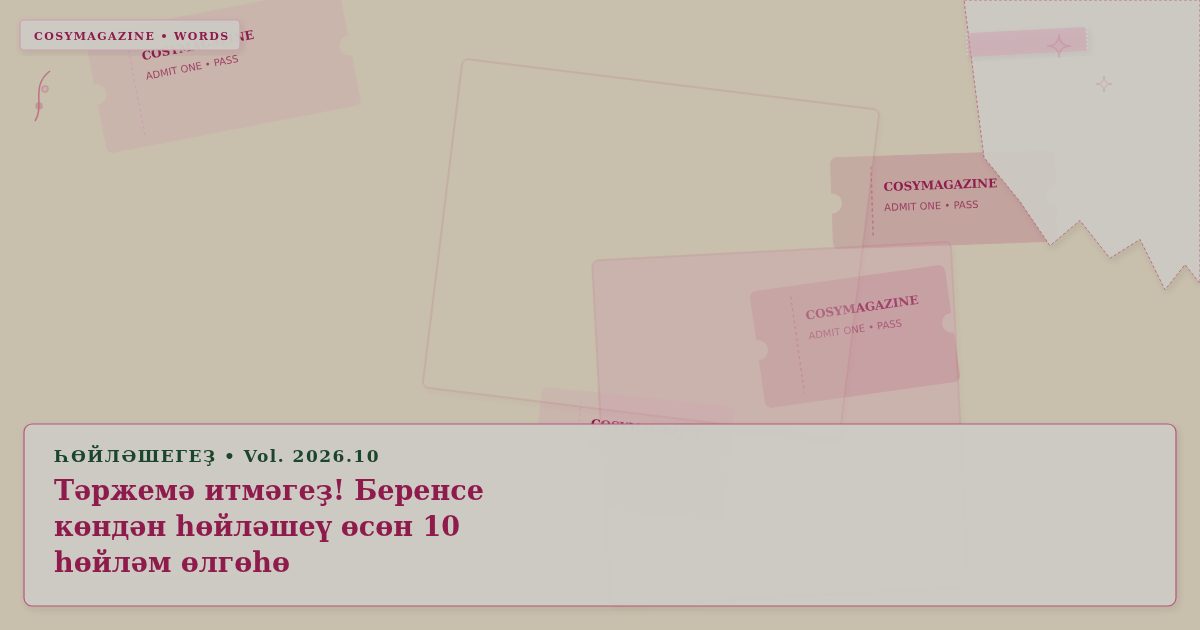 COSYMAGAZINE • WORDS
ADMIT ONE • PASS
COSYMAGAZINE
ADMIT ONE • PASS
COSYMAGAZINE
ADMIT ONE • PASS
ҺӨЙЛӘШЕГЕҘ • Vol. 2026.10
Тәржемә итмәгеҙ! Беренсе
көндән һөйләшеү өсөн 10
һөйләм өлгөһө